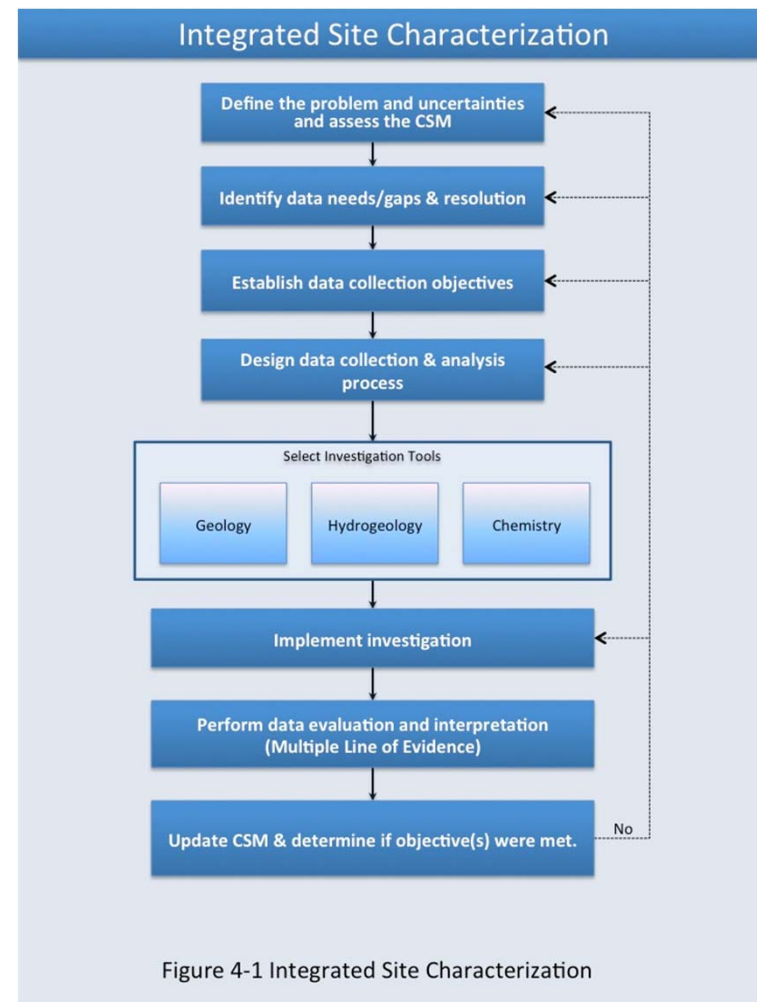 Integrated Site Characterization
Define the problem and uncertainties
and assess the CSM
Identify data needs/gaps & resolution
Establish data collection objectives
Design data collection & analysis
process
Select Investigation Tools
Geology
Hydrogeology
Chemistry
Implement investigation
Perform data evaluation and interpretation
(Multiple Line of Evidence)
Update CSM & determine if objective(s) were met.
No
Figure 4-1 Integrated Site Characterization